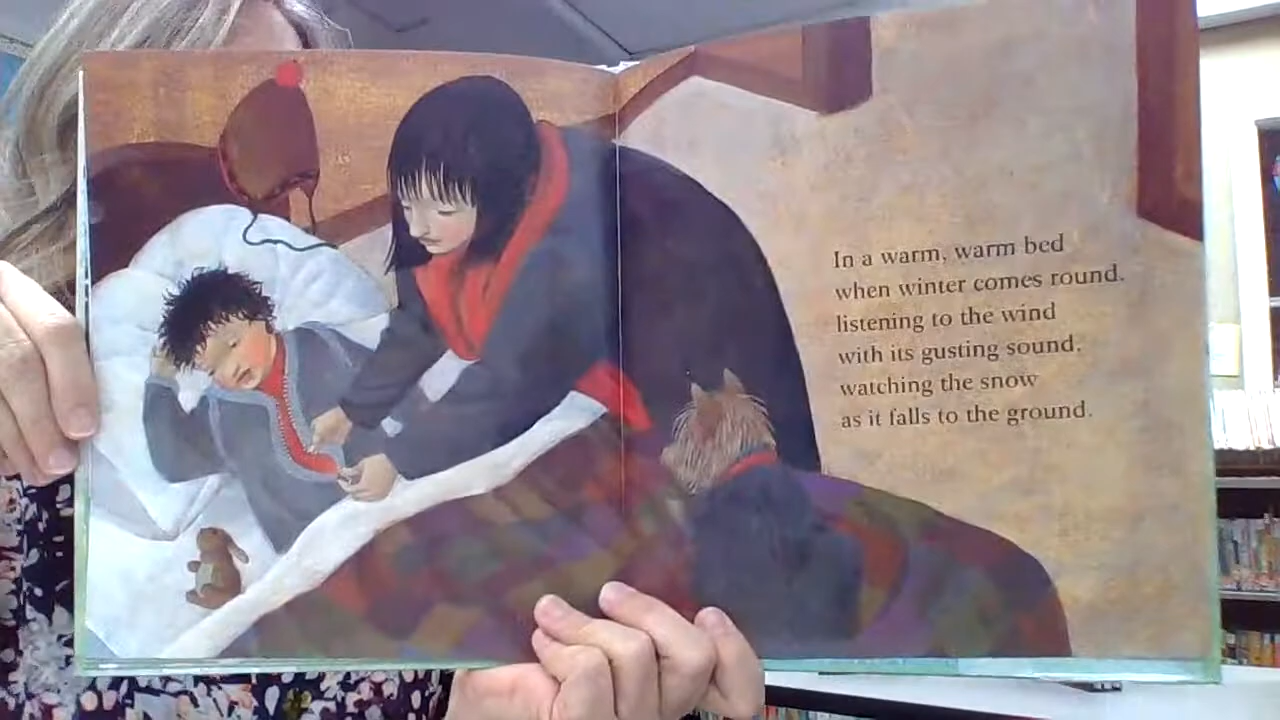 In a warm, warm bed
when winter comes round.
listening to the wind
with its gusting sound.
watching the snow
as it falls to the ground.